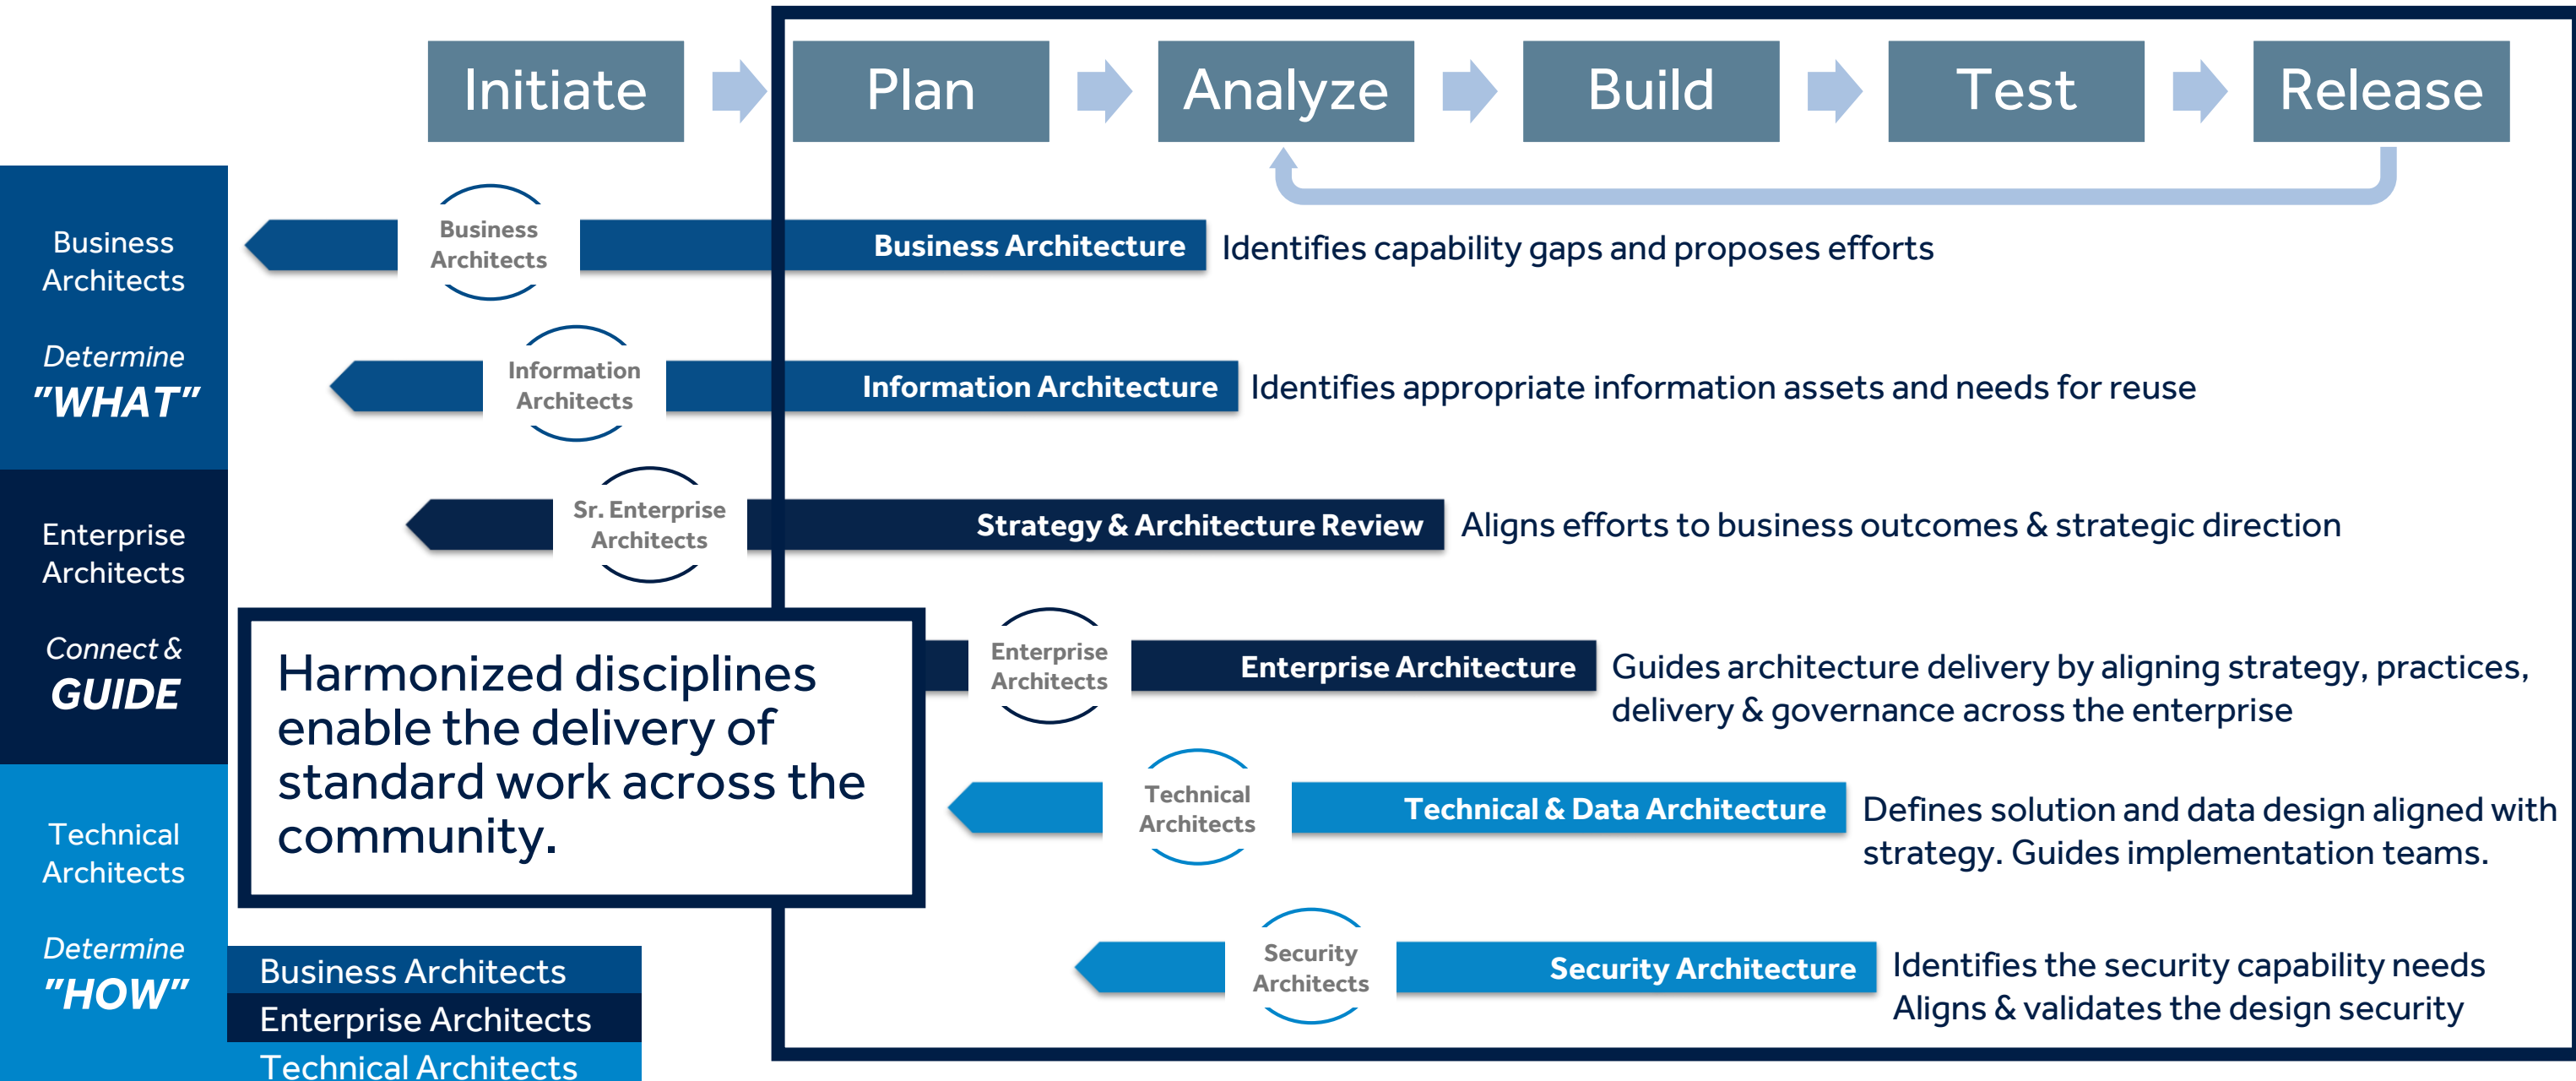 Initiate
Plan
Analyze
Build
Test
Release
Business
Architects
Determine
"WHAT"
Enterprise
Architects
Connect &
GUIDE
Technical
Architects
Determine
"HOW"
Business
Architects
Business Architecture
Identifies capability gaps and proposes efforts
Information
Architects
Information Architecture
Identifies appropriate information assets and needs for reuse
Sr. Enterprise
Architects
Strategy & Architecture Review
Aligns efforts to business outcomes & strategic direction
Harmonized disciplines
enable the delivery of
standard work across the
community.
Enterprise
Architects
Enterprise Architecture
Guides architecture delivery by aligning strategy, practices,
delivery & governance across the enterprise
Technical
Architects
Technical & Data Architecture
Defines solution and data design aligned with
strategy. Guides implementation teams.
Security
Architects
Security Architecture
Identifies the security capability needs
Aligns & validates the design security
Business Architects
Enterprise Architects
Technical Architects